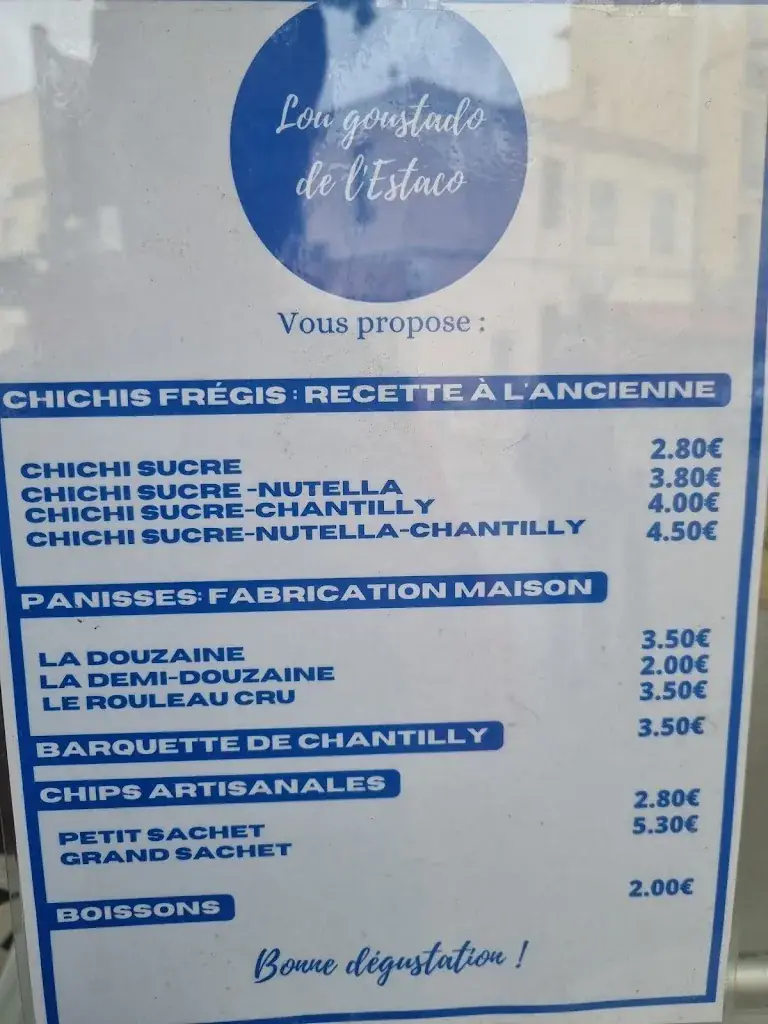 Lou goustado
de l'Estaco
Vous propose :
CHICHIS FRÉGIS : RECETTE À L'ANCIENNE
CHICHI SUCRE 2.80€
CHICHI SUCRE -NUTELLA 3.80€
CHICHI SUCRE-CHANTILLY 4.00€
CHICHI SUCRE-NUTELLA-CHANTILLY 4.50€
PANISSES: FABRICATION MAISON
LA DOUZAINE 3.50€
LA DEMI-DOUZAINE 2.00€
LE ROULEAU CRU 3.50€
BARQUETTE DE CHANTILLY 3.50€
CHIPS ARTISANALES
PETIT SACHET 2.80€
GRAND SACHET 5.30€
BOISSONS 2.00€
Bonne dégustation !